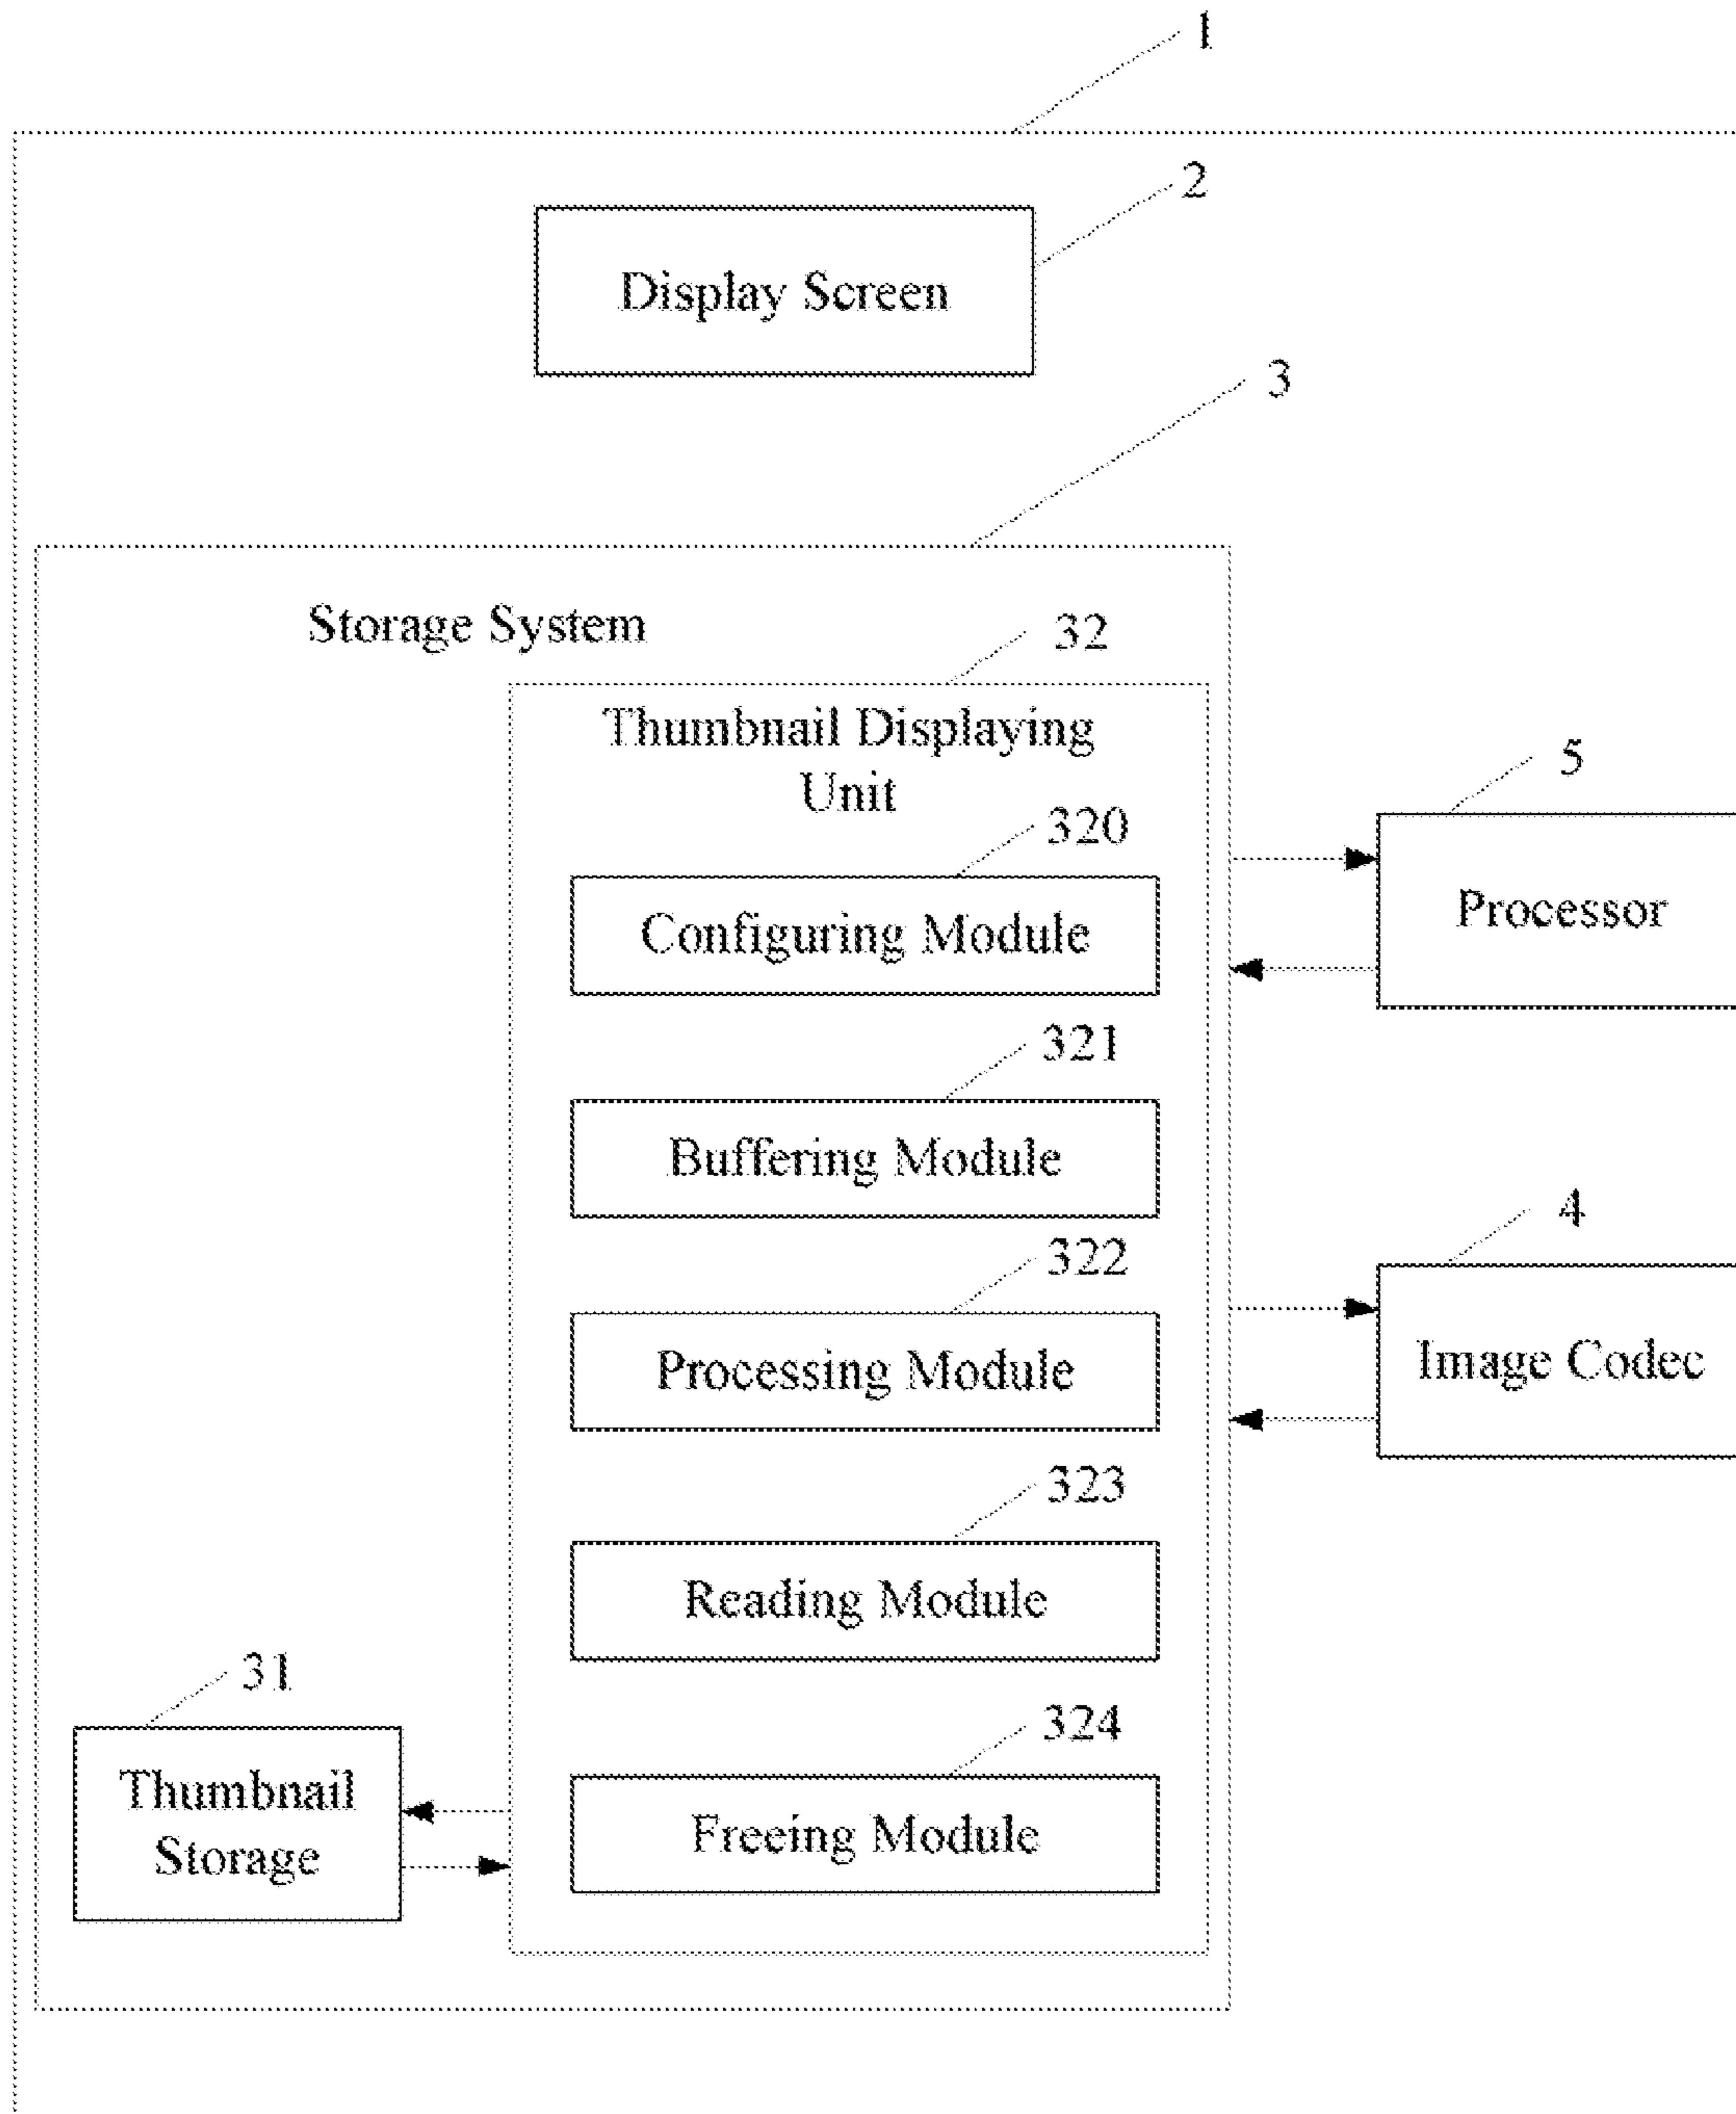 1
2
Display Screen
3
Storage System
32
Thumbnail Displaying
Unit
5
320
Processor
Configuring Module
321
Buffering Module
4
322
Image Codec
Processing Module
323
Reading Module
31
324
Thumbnail
Storage
Freeing Module